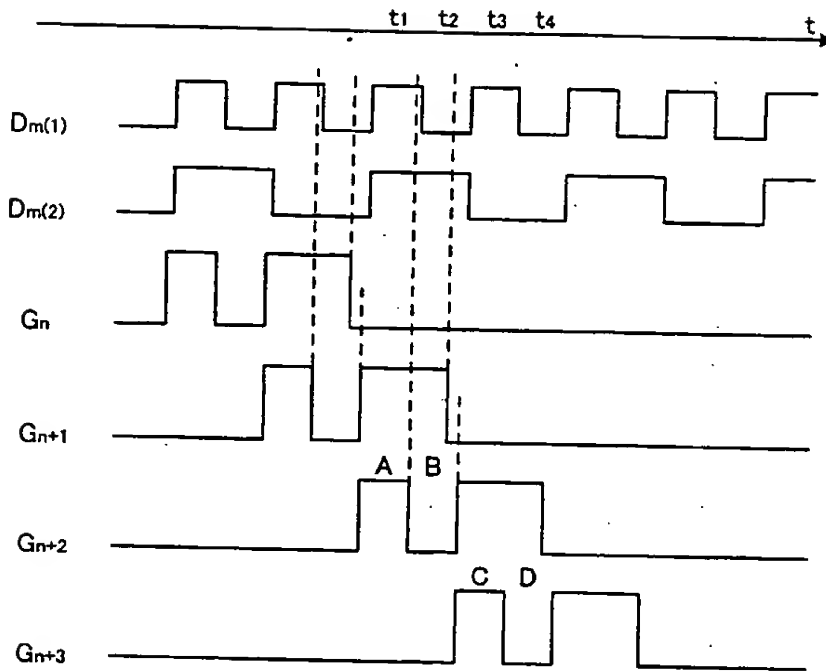 t1 t2 t3 t4 t
Dm(1)
Dm(2)
Gn
Gn+1
A B
Gn+2
C D
Gn+3